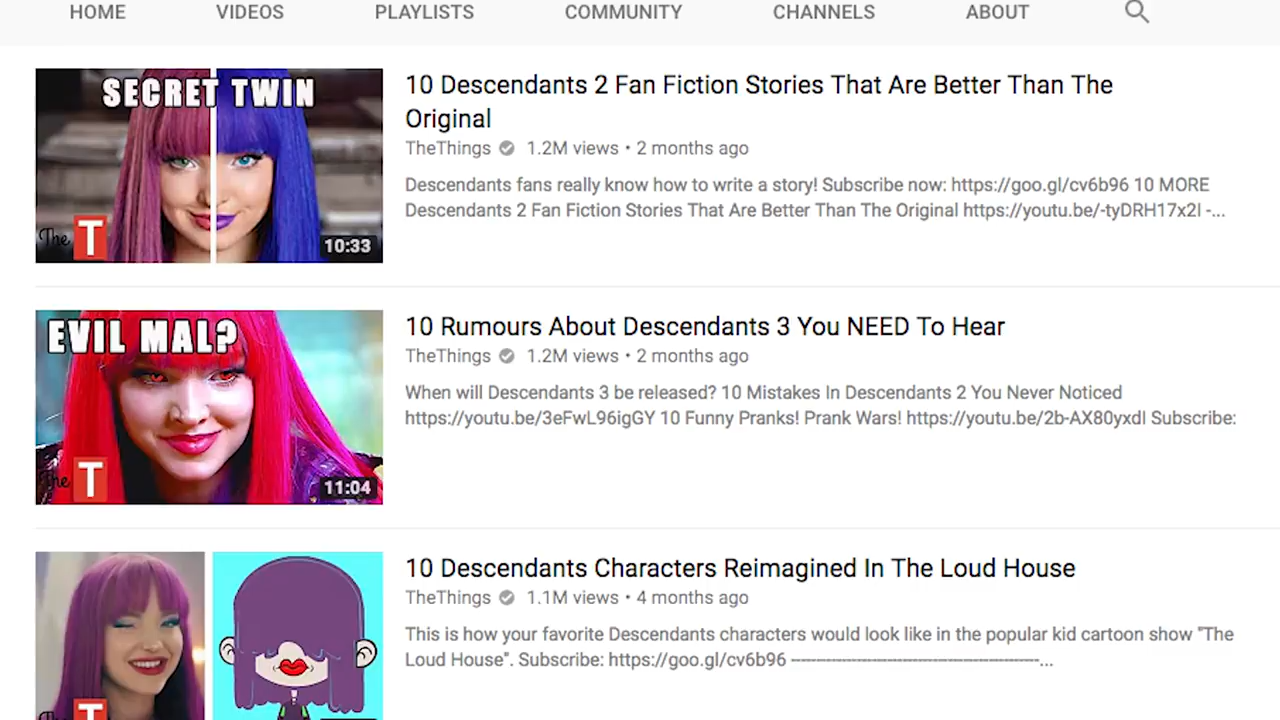 HOME VIDEOS PLAYLISTS COMMUNITY CHANNELS ABOUT
SECRET TWIN
The T
10:33
10 Descendants 2 Fan Fiction Stories That Are Better Than The
Original
TheThings 1.2M views • 2 months ago
Descendants fans really know how to write a story! Subscribe now: https://goo.gl/cv6b96 10 MORE
Descendants 2 Fan Fiction Stories That Are Better Than The Original https://youtu.be/-tyDRH17x2I -...
EVIL MAL?
The T
11:04
10 Rumours About Descendants 3 You NEED To Hear
TheThings 1.2M views • 2 months ago
When will Descendants 3 be released? 10 Mistakes In Descendants 2 You Never Noticed
https://youtu.be/3eFwL96igGY 10 Funny Pranks! Prank Wars! https://youtu.be/2b-AX80yxdI Subscribe:
The T
10 Descendants Characters Reimagined In The Loud House
TheThings 1.1M views • 4 months ago
This is how your favorite Descendants characters would look like in the popular kid cartoon show "The
Loud House". Subscribe: https://goo.gl/cv6b96 -------------------------------------------------...